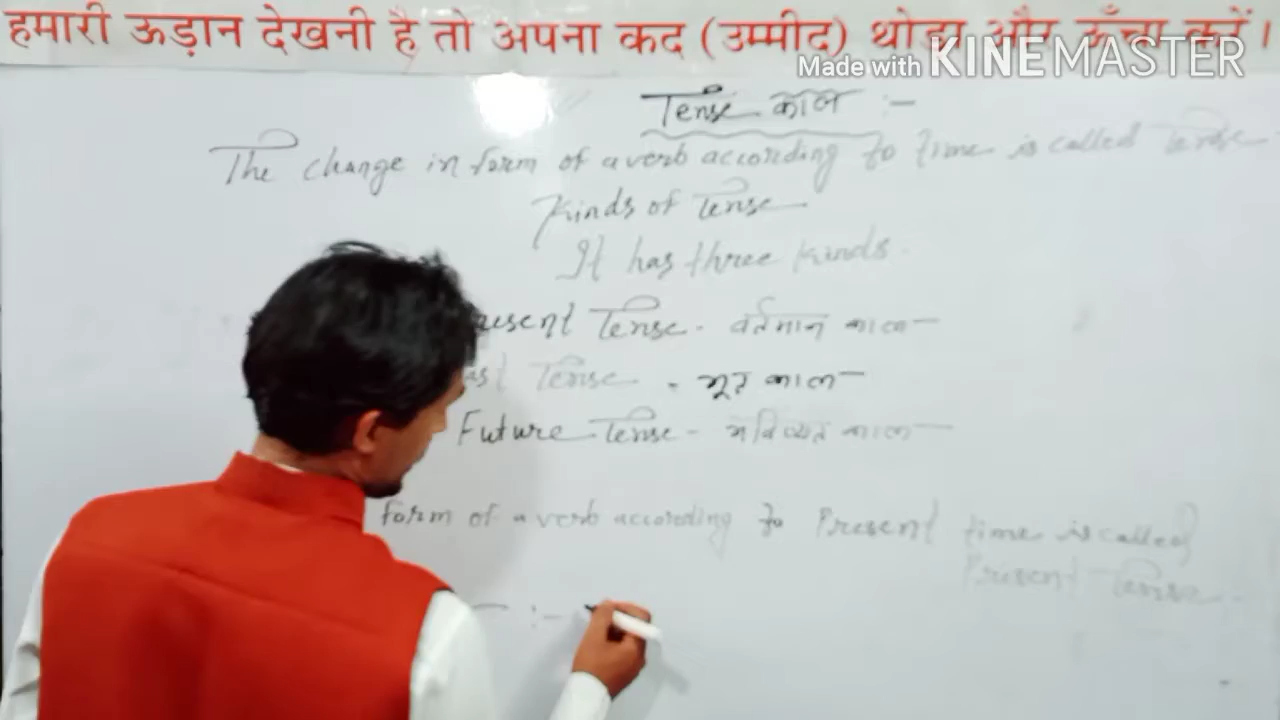 हमारी ऊड़ान देखनी है तो अपना कद (उम्मीद) थोड़ा और ऊँचा करें।
Made with KINEMASTER
Tense काल :-
The change in form of a verb according to time is called Tense
Kinds of Tense
It has three kinds.
resent Tense - वर्तमान काल
ast Tense - भूत काल
Future Tense - भविष्यत काल
form of a verb according to Present time is called
Present Tense
:-